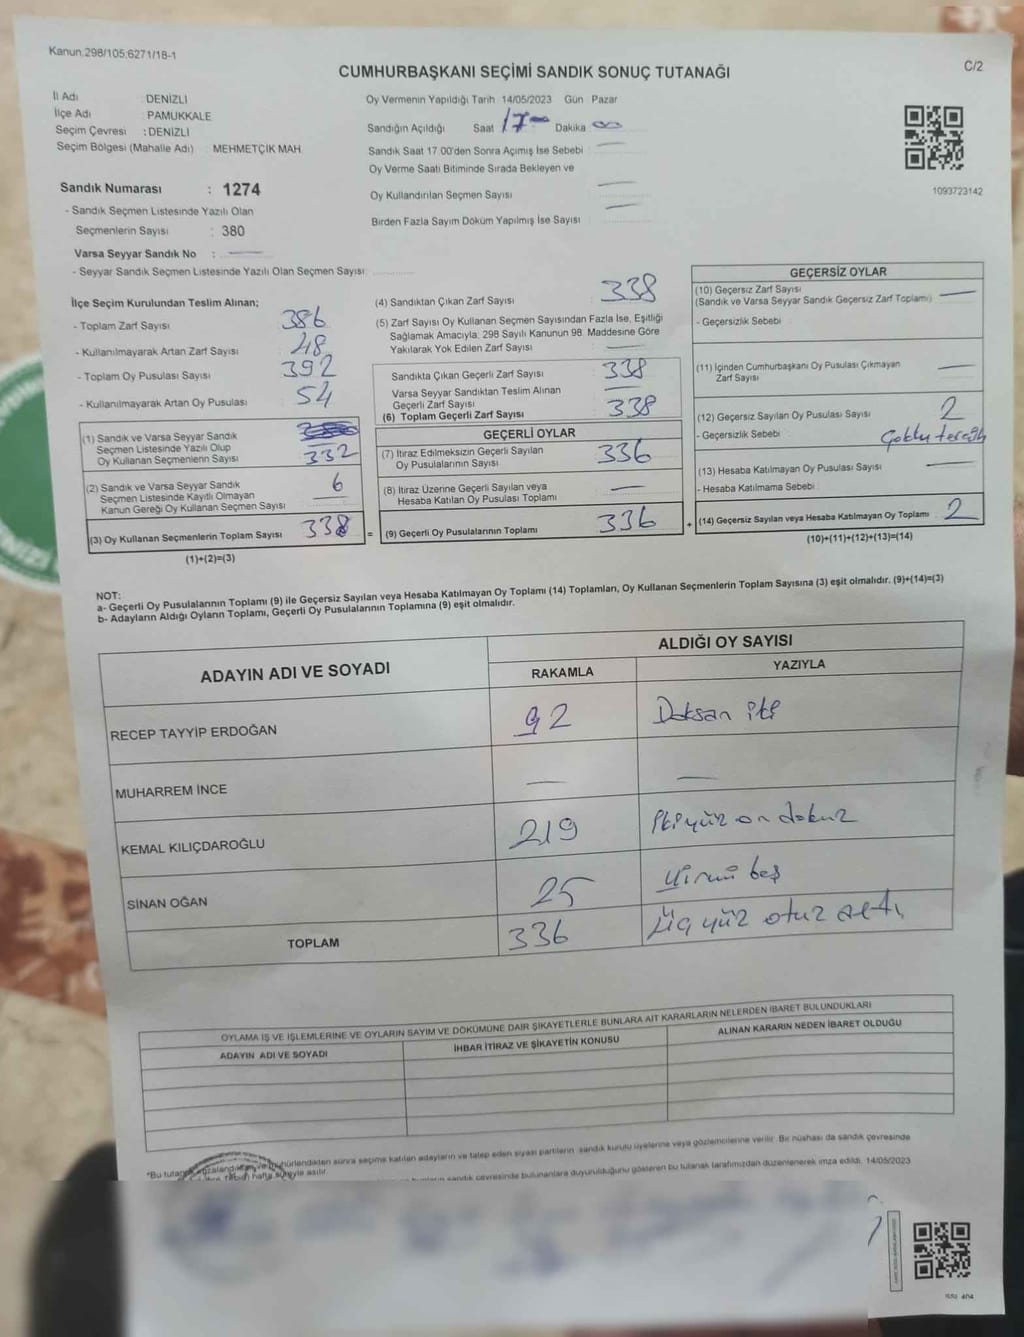 Kanun:298/105;6271/18-1
C/2
CUMHURBAŞKANI SEÇİMİ SANDIK SONUÇ TUTANAĞI
İl Adı : DENİZLİ
İlçe Adı : PAMUKKALE
Seçim Çevresi : DENİZLİ
Seçim Bölgesi (Mahalle Adı) MEHMETÇİK MAH.
Sandık Numarası : 1274
- Sandık Seçmen Listesinde Yazılı Olan
Seçmenlerin Sayısı : 380
Varsa Seyyar Sandık No :
- Seyyar Sandık Seçmen Listesinde Yazılı Olan Seçmen Sayısı
Oy Vermenin Yapıldığı Tarih 14/05/2023 Gün Pazar
Sandığın Açıldığı Saat 17 Dakika 00
Sandık Saat 17.00'den Sonra Açımış İse Sebebi
Oy Verme Saati Bitiminde Sırada Bekleyen ve
Oy Kullandırılan Seçmen Sayısı
Birden Fazla Sayım Döküm Yapılmış İse Sayısı
1093723142
İlçe Seçim Kurulundan Teslim Alınan;
- Toplam Zarf Sayısı 386
- Kullanılmayarak Artan Zarf Sayısı 48
- Toplam Oy Pusulası Sayısı 392
- Kullanılmayarak Artan Oy Pusulası 54
(1) Sandık ve Varsa Seyyar Sandık
Seçmen Listesinde Yazılı Olup
Oy Kullanan Seçmenlerin Sayısı 332
(2) Sandık ve Varsa Seyyar Sandık
Seçmen Listesinde Kayıtlı Olmayan
Kanun Gereği Oy Kullanan Seçmen Sayısı 6
(3) Oy Kullanan Seçmenlerin Toplam Sayısı 338
(1)+(2)=(3)
(4) Sandıktan Çıkan Zarf Sayısı 338
(5) Zarf Sayısı Oy Kullanan Seçmen Sayısından Fazla İse, Eşitliği
Sağlamak Amacıyla, 298 Sayılı Kanunun 98. Maddesine Göre
Yakılarak Yok Edilen Zarf Sayısı
Sandıkta Çıkan Geçerli Zarf Sayısı 338
Varsa Seyyar Sandıktan Teslim Alınan
Geçerli Zarf Sayısı
(6) Toplam Geçerli Zarf Sayısı 338
GEÇERLİ OYLAR
(7) İtiraz Edilmeksizin Geçerli Sayılan
Oy Pusulalarının Sayısı 336
(8) İtiraz Üzerine Geçerli Sayılan veya
Hesaba Katılan Oy Pusulası Toplamı
= (9) Geçerli Oy Pusulalarının Toplamı 336
GEÇERSİZ OYLAR
(10) Geçersiz Zarf Sayısı
(Sandık ve Varsa Seyyar Sandık Geçersiz Zarf Toplamı)
- Geçersizlik Sebebi
(11) İçinden Cumhurbaşkanı Oy Pusulası Çıkmayan
Zarf Sayısı
(12) Geçersiz Sayılan Oy Pusulası Sayısı 2
- Geçersizlik Sebebi
(13) Hesaba Katılmayan Oy Pusulası Sayısı
- Hesaba Katılmama Sebebi
+ (14) Geçersiz Sayılan veya Hesaba Katılmayan Oy Toplamı 2
(10)+(11)+(12)+(13)=(14)
NOT:
a- Geçerli Oy Pusulalarının Toplamı (9) ile Geçersiz Sayılan veya Hesaba Katılmayan Oy Toplamı (14) Toplamları, Oy Kullanan Seçmenlerin Toplam Sayısına (3) eşit olmalıdır. (9)+(14)=(3)
b- Adayların Aldığı Oyların Toplamı, Geçerli Oy Pusulalarının Toplamına (9) eşit olmalıdır.
ADAYIN ADI VE SOYADI
ALDIĞI OY SAYISI
RAKAMLA YAZIYLA
RECEP TAYYİP ERDOĞAN 92 Doksan iki
MUHARREM İNCE
KEMAL KILIÇDAROĞLU 219 İkiyüz on dokuz
SİNAN OĞAN 25 yirmi beş
TOPLAM 336 üç yüz otuz altı
OYLAMA İŞ VE İŞLEMLERİNE VE OYLARIN SAYIM VE DÖKÜMÜNE DAİR ŞİKAYETLERLE BUNLARA AİT KARARLARIN NELERDEN İBARET BULUNDUKLARI
ADAYIN ADI VE SOYADI İHBAR İTİRAZ VE ŞİKAYETİN KONUSU ALINAN KARARIN NEDEN İBARET OLDUĞU
*Bu tutanak sonra seçime katılan adayların ve talep eden siyasi partilerin sandık kurulu üyelerine veya gözlemcilerine verilir. Bir nüshası da sandık çevresinde
sandık çevresinde bulunanlara duyurulduğunu gösteren bu tutanak tarafımızdan düzenlenerek imza edildi. 14/05/2023